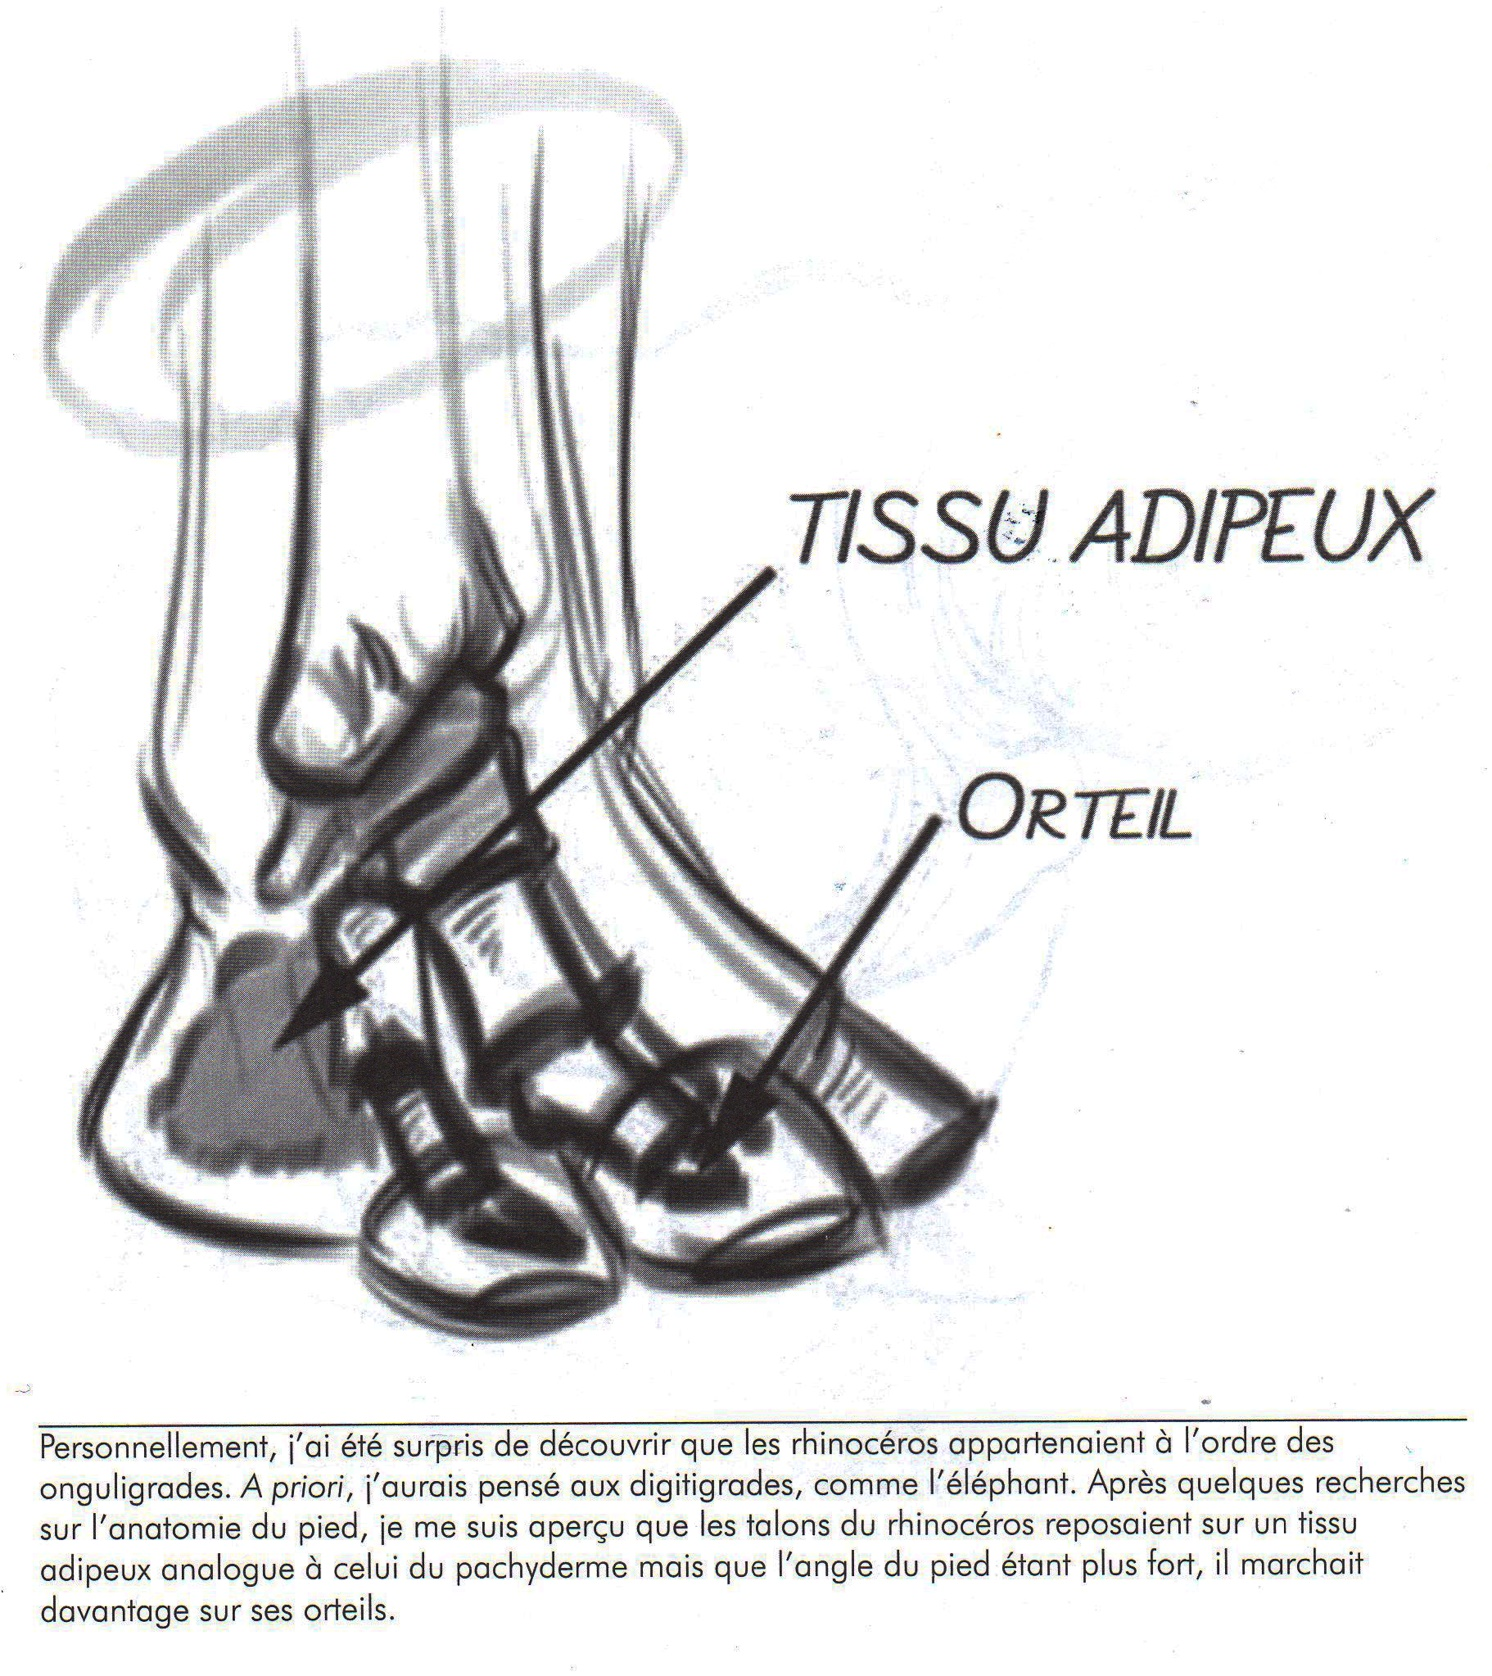 TISSU ADIPEUX
ORTEIL
Personnellement, j'ai été surpris de découvrir que les rhinocéros appartenaient à l'ordre des
onguligrades. A priori, j'aurais pensé aux digitigrades, comme l'éléphant. Après quelques recherches
sur l'anatomie du pied, je me suis aperçu que les talons du rhinocéros reposaient sur un tissu
adipeux analogue à celui du pachyderme mais que l'angle du pied étant plus fort, il marchait
davantage sur ses orteils.